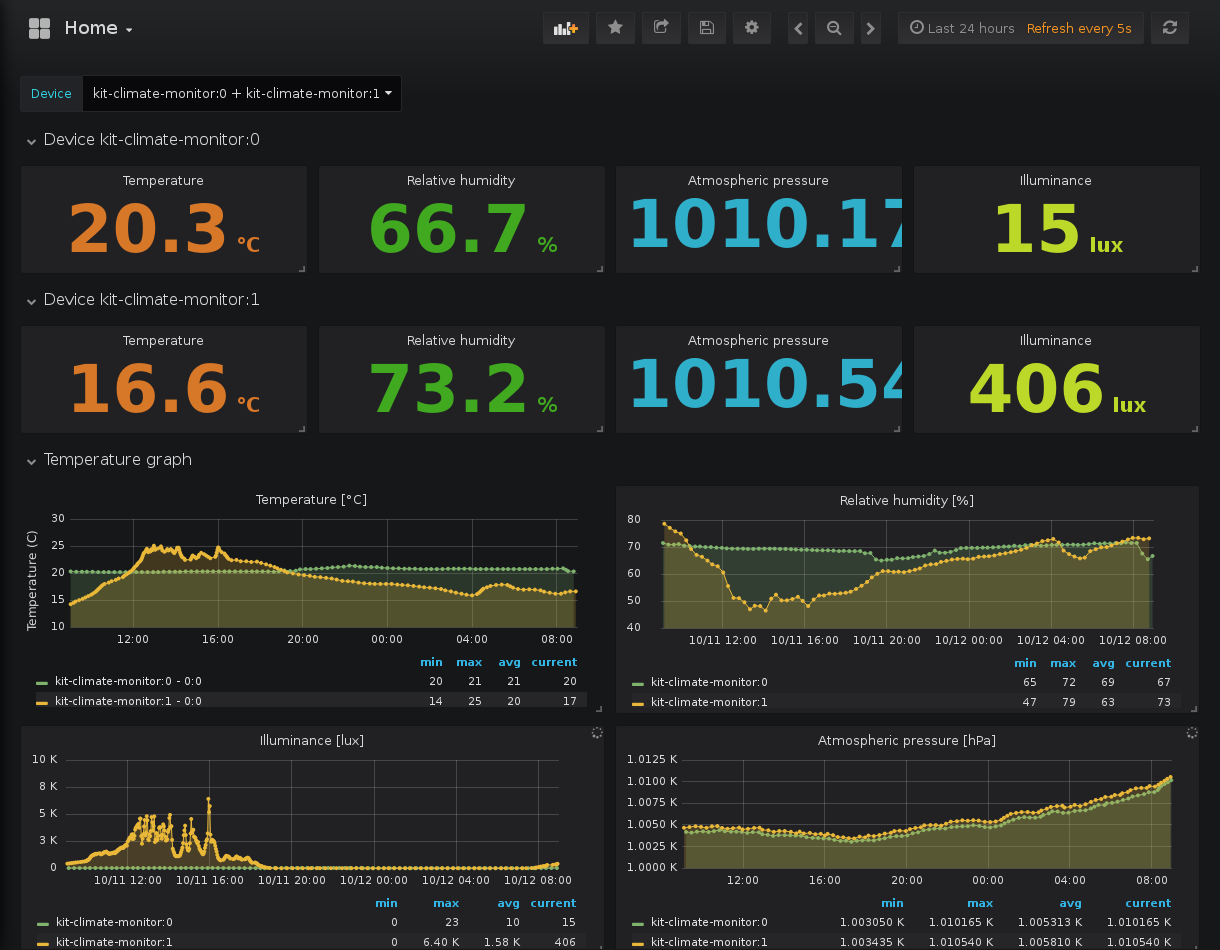 Home
Last 24 hours Refresh every 5s
Device kit-climate-monitor:0 + kit-climate-monitor:1
Device kit-climate-monitor:0
Temperature Relative humidity Atmospheric pressure Illuminance
20.3 °C 66.7 % 1010.17 15 lux
Device kit-climate-monitor:1
Temperature Relative humidity Atmospheric pressure Illuminance
16.6 °C 73.2 % 1010.54 406 lux
Temperature graph
Temperature [°C]
Temperature (C)
30
25
20
15
10
12:00 16:00 20:00 00:00 04:00 08:00
min max avg current
kit-climate-monitor:0 - 0:0 20 21 21 20
kit-climate-monitor:1 - 0:0 14 25 20 17
Relative humidity [%]
80
70
60
50
40
10/11 12:00 10/11 16:00 10/11 20:00 10/12 00:00 10/12 04:00 10/12 08:00
min max avg current
kit-climate-monitor:0 65 72 69 67
kit-climate-monitor:1 47 79 63 73
Illuminance [lux]
10 K
8 K
5 K
3 K
0
10/11 12:00 10/11 16:00 10/11 20:00 10/12 00:00 10/12 04:00 10/12 08:00
min max avg current
kit-climate-monitor:0 0 23 10 15
kit-climate-monitor:1 0 6.40 K 1.58 K 406
Atmospheric pressure [hPa]
1.0125 K
1.0100 K
1.0075 K
1.0050 K
1.0025 K
1.0000 K
12:00 16:00 20:00 00:00 04:00 08:00
min max avg current
kit-climate-monitor:0 1.003050 K 1.010165 K 1.005313 K 1.010165 K
kit-climate-monitor:1 1.003435 K 1.010540 K 1.005810 K 1.010540 K